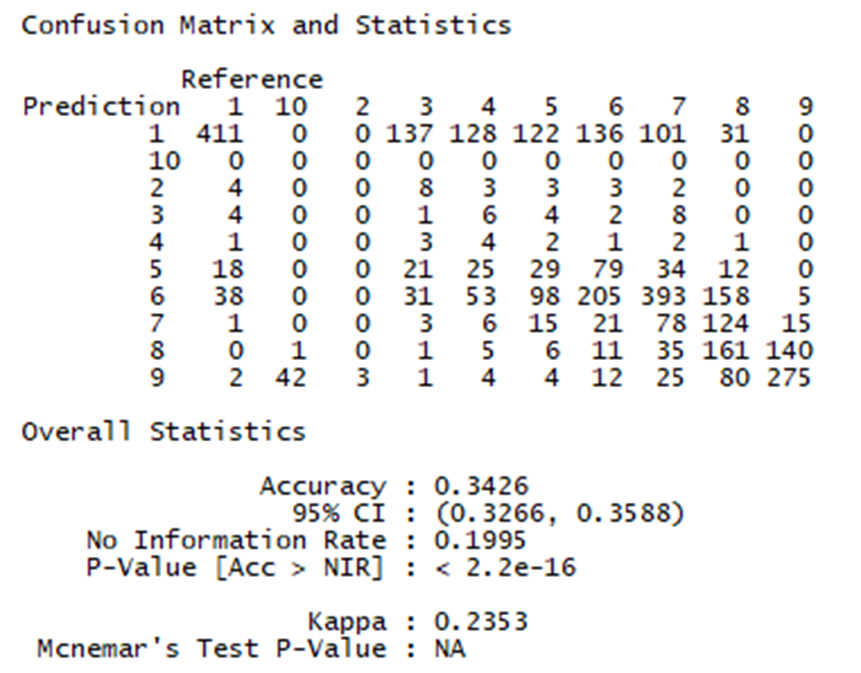 Confusion Matrix and Statistics
Reference
Prediction 1 10 2 3 4 5 6 7 8 9
1 411 0 0 137 128 122 136 101 31 0
10 0 0 0 0 0 0 0 0 0 0
2 4 0 0 8 3 3 3 2 0 0
3 4 0 0 1 6 4 2 8 0 0
4 1 0 0 3 4 2 1 2 1 0
5 18 0 0 21 25 29 79 34 12 0
6 38 0 0 31 53 98 205 393 158 5
7 1 0 0 3 6 15 21 78 124 15
8 0 1 0 1 5 6 11 35 161 140
9 2 42 3 1 4 4 12 25 80 275
Overall Statistics
Accuracy : 0.3426
95% CI : (0.3266, 0.3588)
No Information Rate : 0.1995
P-Value [Acc > NIR] : < 2.2e-16
Kappa : 0.2353
Mcnemar's Test P-Value : NA